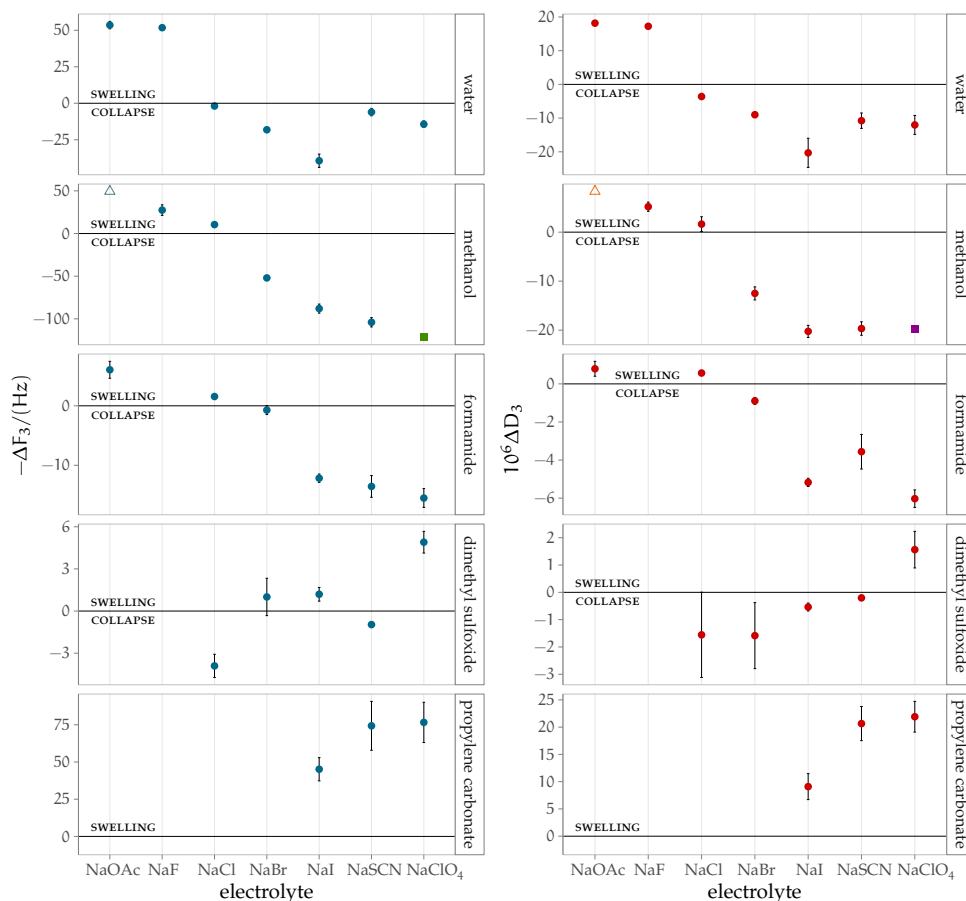 −ΔF₃/(Hz)
50
25
0
−25
SWELLING
COLLAPSE
water
50
0
−50
−100
SWELLING
COLLAPSE
methanol
0
−10
SWELLING
COLLAPSE
formamide
6
3
0
−3
SWELLING
COLLAPSE
dimethyl sulfoxide
75
50
25
0
SWELLING
propylene carbonate
NaOAc NaF NaCl NaBr NaI NaSCN NaClO₄
electrolyte
10⁶ΔD₃
20
10
0
−10
−20
SWELLING
COLLAPSE
water
0
−10
−20
SWELLING
COLLAPSE
methanol
0
−2
−4
−6
SWELLING
COLLAPSE
formamide
2
1
0
−1
−2
−3
SWELLING
COLLAPSE
dimethyl sulfoxide
25
20
15
10
5
0
SWELLING
propylene carbonate
NaOAc NaF NaCl NaBr NaI NaSCN NaClO₄
electrolyte